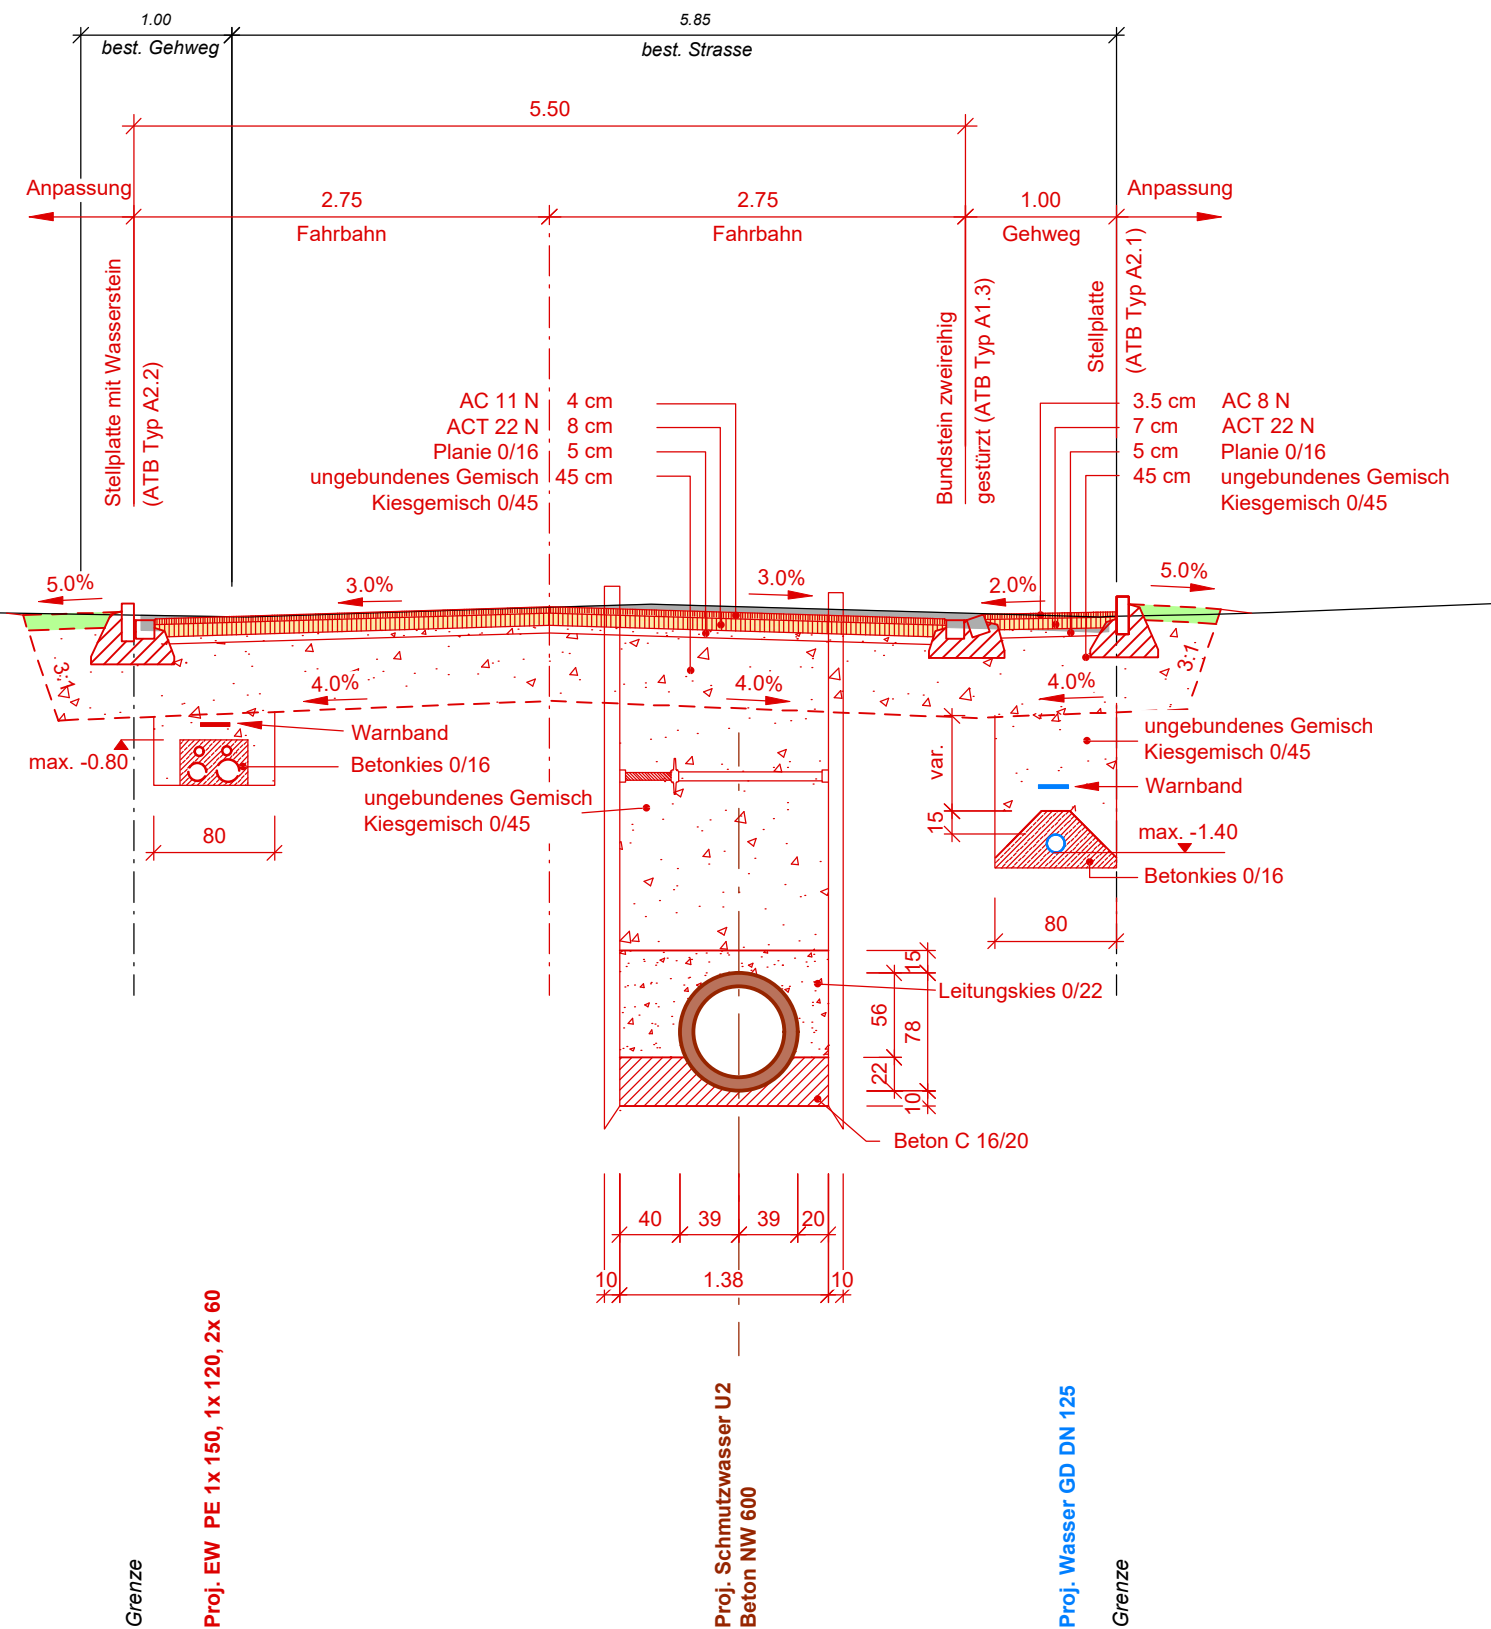 1.00
5.85
best. Gehweg
best. Strasse
5.50
Anpassung
2.75
2.75
1.00
Anpassung
Fahrbahn
Fahrbahn
Gehweg
Stellplatte mit Wasserstein
(ATB Typ A2.2)
Bundstein zweireihig
gestürzt (ATB Typ A1.3)
Stellplatte
(ATB Typ A2.1)
AC 11 N 4 cm
ACT 22 N 8 cm
Planie 0/16 5 cm
ungebundenes Gemisch 45 cm
Kiesgemisch 0/45
3.5 cm AC 8 N
7 cm ACT 22 N
5 cm Planie 0/16
45 cm ungebundenes Gemisch
Kiesgemisch 0/45
5.0%
3.0%
3.0%
2.0%
5.0%
3:1
4.0%
4.0%
4.0%
3:1
Warnband
max. -0.80
Betonkies 0/16
ungebundenes Gemisch
Kiesgemisch 0/45
80
ungebundenes Gemisch
Kiesgemisch 0/45
var.
Warnband
15
max. -1.40
Betonkies 0/16
80
15
Leitungskies 0/22
56
78
22
10
Beton C 16/20
40
39
39
20
10
1.38
10
Grenze
Proj. EW PE 1x 150, 1x 120, 2x 60
Proj. Schmutzwasser U2
Beton NW 600
Proj. Wasser GD DN 125
Grenze